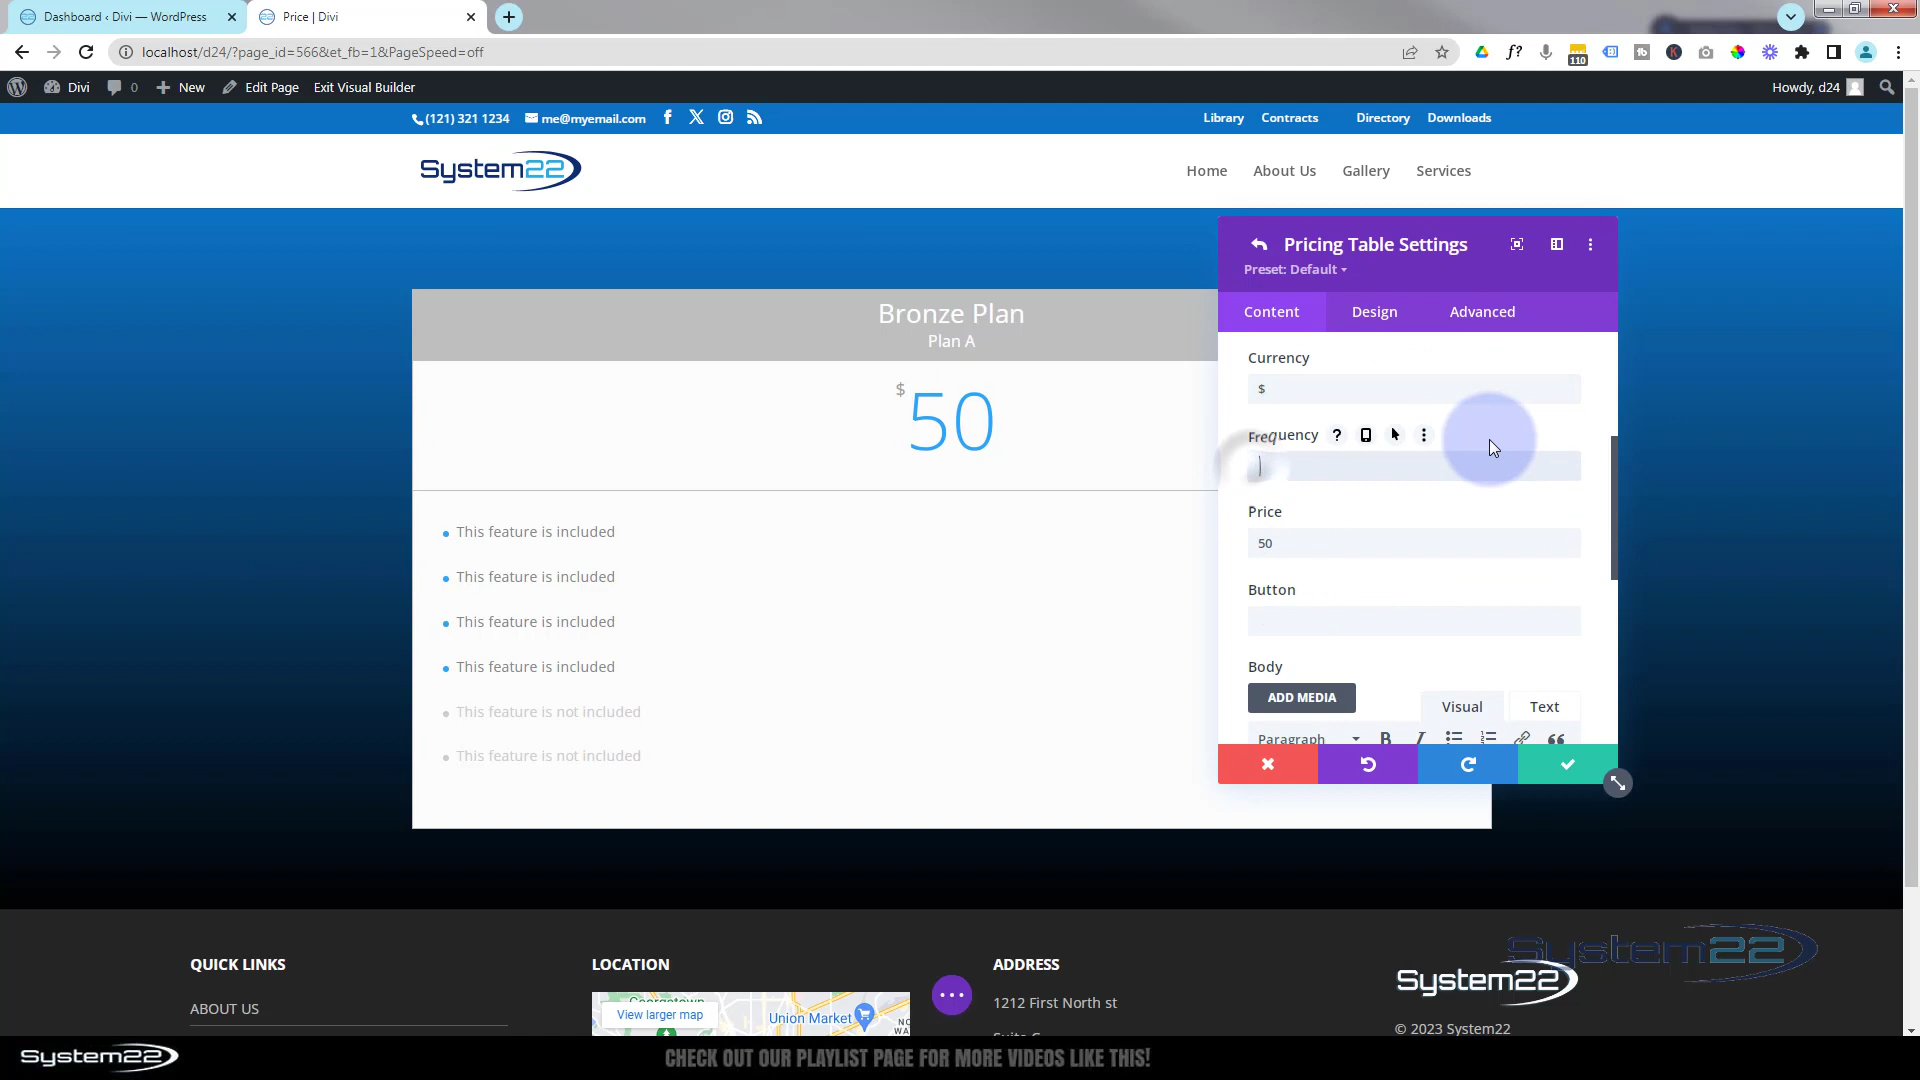 Dashboard ‹ Divi — WordPress
Price | Divi
localhost/d24/?page_id=566&et_fb=1&PageSpeed=off
110
Divi
0
New
Edit Page
Exit Visual Builder
Howdy, d24
(121) 321 1234
me@myemail.com
Library
Contracts
Directory
Downloads
System22
Home
About Us
Gallery
Services
Pricing Table Settings
Preset: Default
Content
Design
Advanced
Bronze Plan
Plan A
$
50
This feature is included
This feature is included
This feature is included
This feature is included
This feature is not included
This feature is not included
Currency
$
Frequency
Price
50
Button
Body
ADD MEDIA
Visual
Text
Paragraph
QUICK LINKS
ABOUT US
LOCATION
View larger map
Union Market
ADDRESS
1212 First North st
System22
System22
© 2023 System22
System22
CHECK OUT OUR PLAYLIST PAGE FOR MORE VIDEOS LIKE THIS!